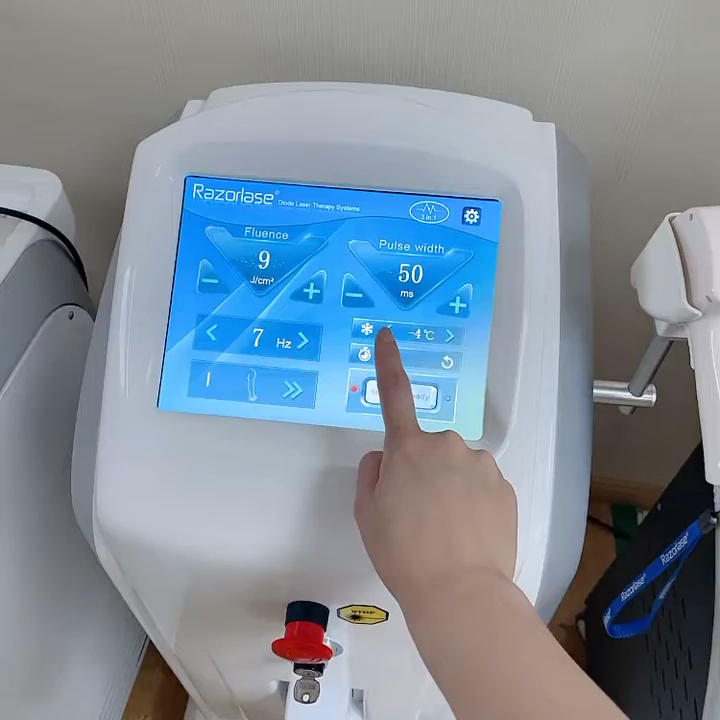 Razorlase®
Diode Laser Therapy Systems
3 in 1
Fluence
9
J/cm²
Pulse width
50
ms
7 Hz
-4℃
STOP
Razorlase®
Razorlase®